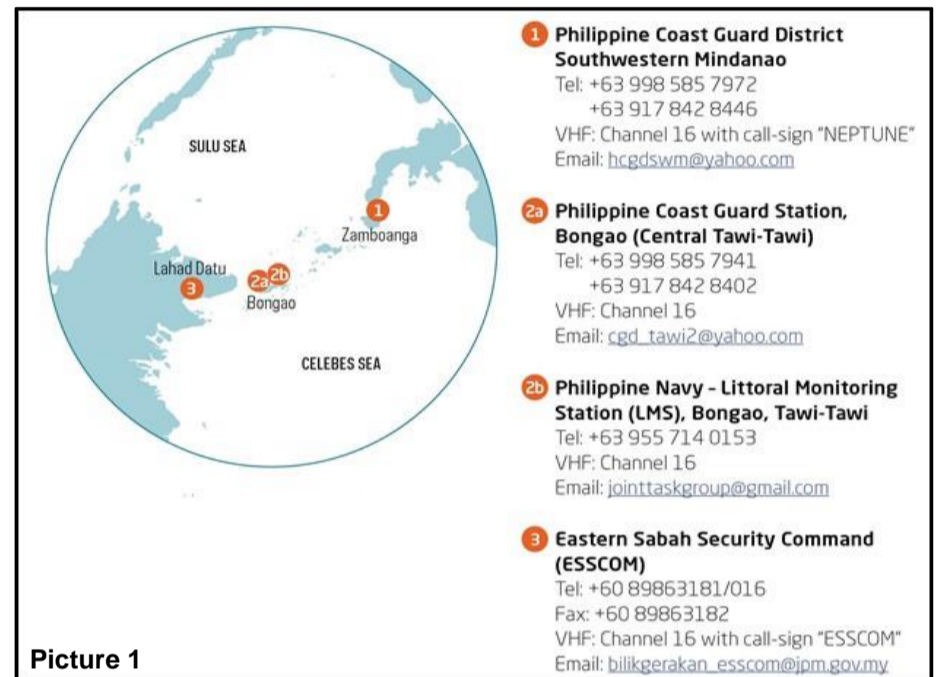 SULU SEA
1
Zamboanga
Lahad Datu
3
2a
2b
Bongao
CELEBES SEA
Picture 1
1 Philippine Coast Guard District
Southwestern Mindanao
Tel: +63 998 585 7972
+63 917 842 8446
VHF: Channel 16 with call-sign “NEPTUNE”
Email: hcgdswm@yahoo.com
2a Philippine Coast Guard Station,
Bongao (Central Tawi-Tawi)
Tel: +63 998 585 7941
+63 917 842 8402
VHF: Channel 16
Email: cgd_tawi2@yahoo.com
2b Philippine Navy – Littoral Monitoring
Station (LMS), Bongao, Tawi-Tawi
Tel: +63 955 714 0153
VHF: Channel 16
Email: jointtaskgroup@gmail.com
3 Eastern Sabah Security Command
(ESSCOM)
Tel: +60 89863181/016
Fax: +60 89863182
VHF: Channel 16 with call-sign “ESSCOM”
Email: bilikgerakan_esscom@jpm.gov.my